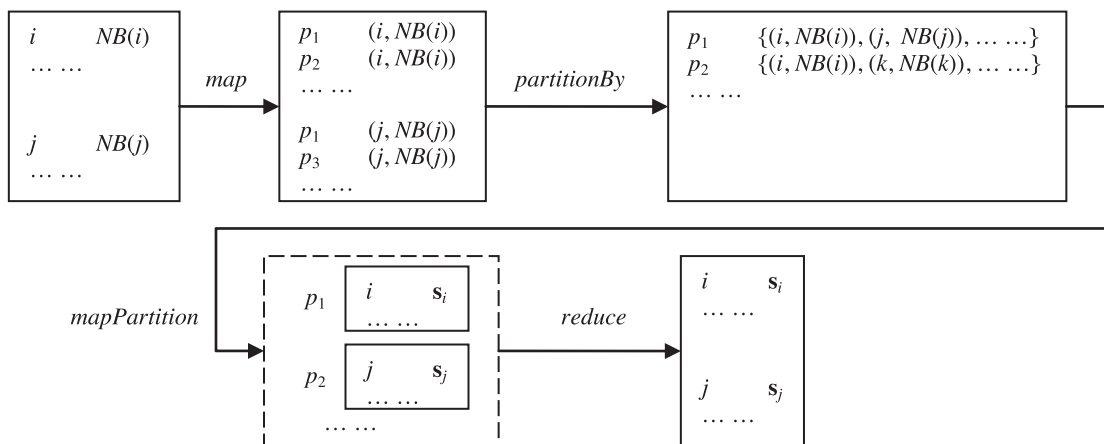 i NB(i)
… …
j NB(j)
… …
map
p₁ (i, NB(i))
p₂ (i, NB(i))
… …
p₁ (j, NB(j))
p₃ (j, NB(j))
… …
partitionBy
p₁ {(i, NB(i)), (j, NB(j)), … …}
p₂ {(i, NB(i)), (k, NB(k)), … …}
… …
mapPartition
p₁ i sᵢ
… …
p₂ j sⱼ
… …
… …
reduce
i sᵢ
… …
j sⱼ
… …